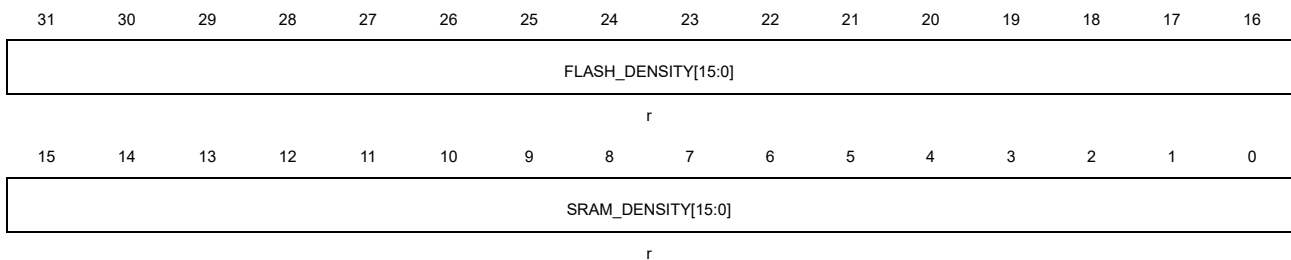 31 30 29 28 27 26 25 24 23 22 21 20 19 18 17 16
FLASH_DENSITY[15:0]
r
15 14 13 12 11 10 9 8 7 6 5 4 3 2 1 0
SRAM_DENSITY[15:0]
r